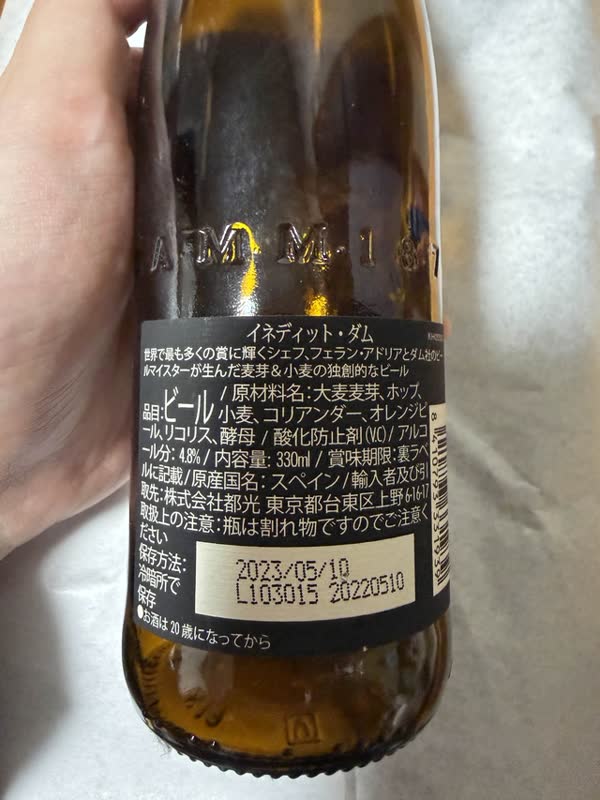 AMM·187
イネディット・ダム
世界で最も多くの賞に輝くシェフ、フェラン・アドリアとダム社のビー
ルマイスターが生んだ麦芽&小麦の独創的なビール
品目:ビール / 原材料名:大麦麦芽、ホップ、
小麦、コリアンダー、オレンジピ
ール、リコリス、酵母 / 酸化防止剤(V.C) / アルコ
ール分:4.8% / 内容量:330ml / 賞味期限:裏ラベ
ルに記載/原産国名:スペイン/輸入者及び引
取先:株式会社都光 東京都台東区上野6-16-17
取扱上の注意:瓶は割れ物ですのでご注意く
ださい
保存方法:
冷暗所で
保存
2023/05/10
L103015 20220510
●お酒は20歳になってから